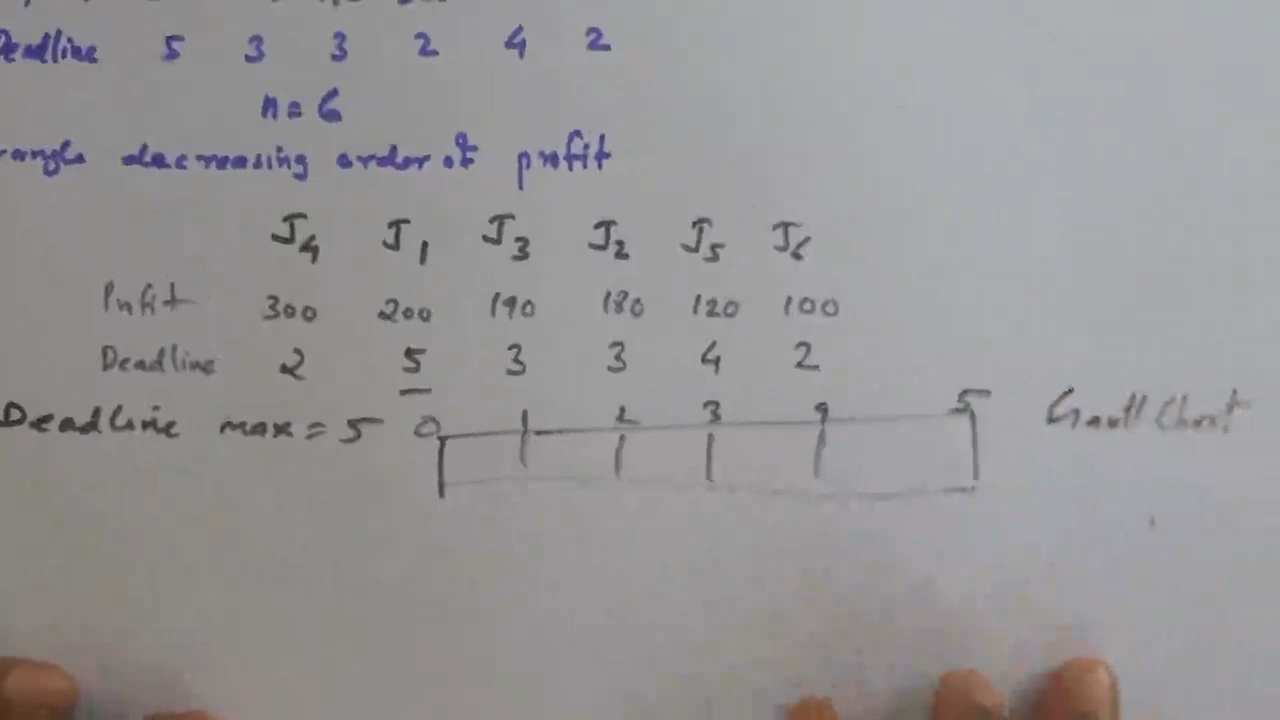 Deadline 5 3 3 2 4 2
n = 6
decreasing order of profit
J4 J1 J3 J2 J5 J6
Profit 300 200 190 180 120 100
Deadline 2 5 3 3 4 2
Deadline max = 5 0 1 2 3 4 5 Gantt Chart